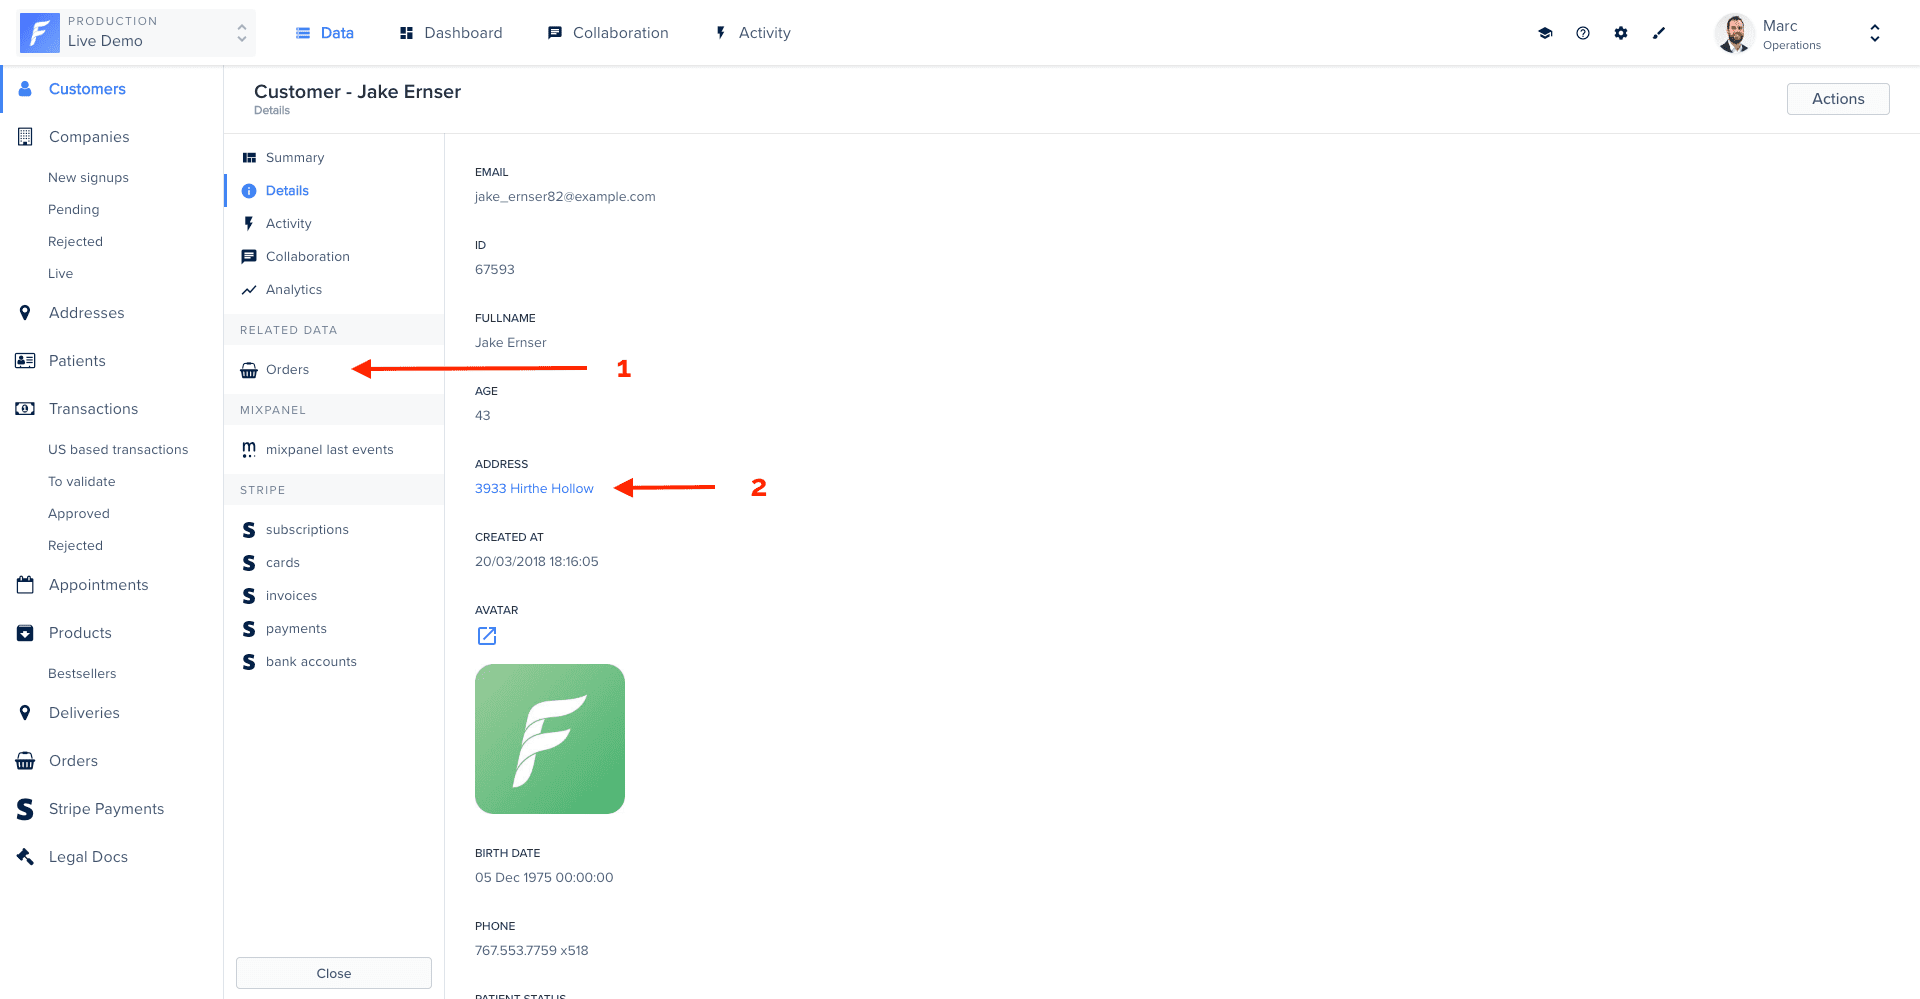 PRODUCTION
Live Demo
Data
Dashboard
Collaboration
Activity
Marc
Operations
Customers
Companies
New signups
Pending
Rejected
Live
Addresses
Patients
Transactions
US based transactions
To validate
Approved
Rejected
Appointments
Products
Bestsellers
Deliveries
Orders
Stripe Payments
Legal Docs
Customer - Jake Ernser
Details
Actions
Summary
Details
Activity
Collaboration
Analytics
RELATED DATA
Orders
MIXPANEL
mixpanel last events
STRIPE
subscriptions
cards
invoices
payments
bank accounts
Close
EMAIL
jake_ernser82@example.com
ID
67593
FULLNAME
Jake Ernser
1
AGE
43
ADDRESS
3933 Hirthe Hollow
2
CREATED AT
20/03/2018 18:16:05
AVATAR
BIRTH DATE
05 Dec 1975 00:00:00
PHONE
767.553.7759 x518
PATIENT STATUS